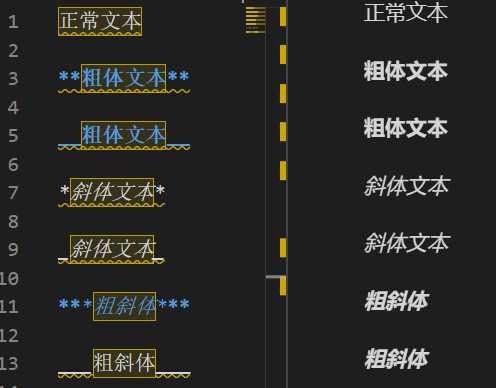 1 正常文本 正常文本
2
3 **粗体文本** 粗体文本
4
5 __粗体文本__ 粗体文本
6
7 *斜体文本* 斜体文本
8
9 _斜体文本_ 斜体文本
10
11 ***粗斜体*** 粗斜体
12
13 ___粗斜体___ 粗斜体